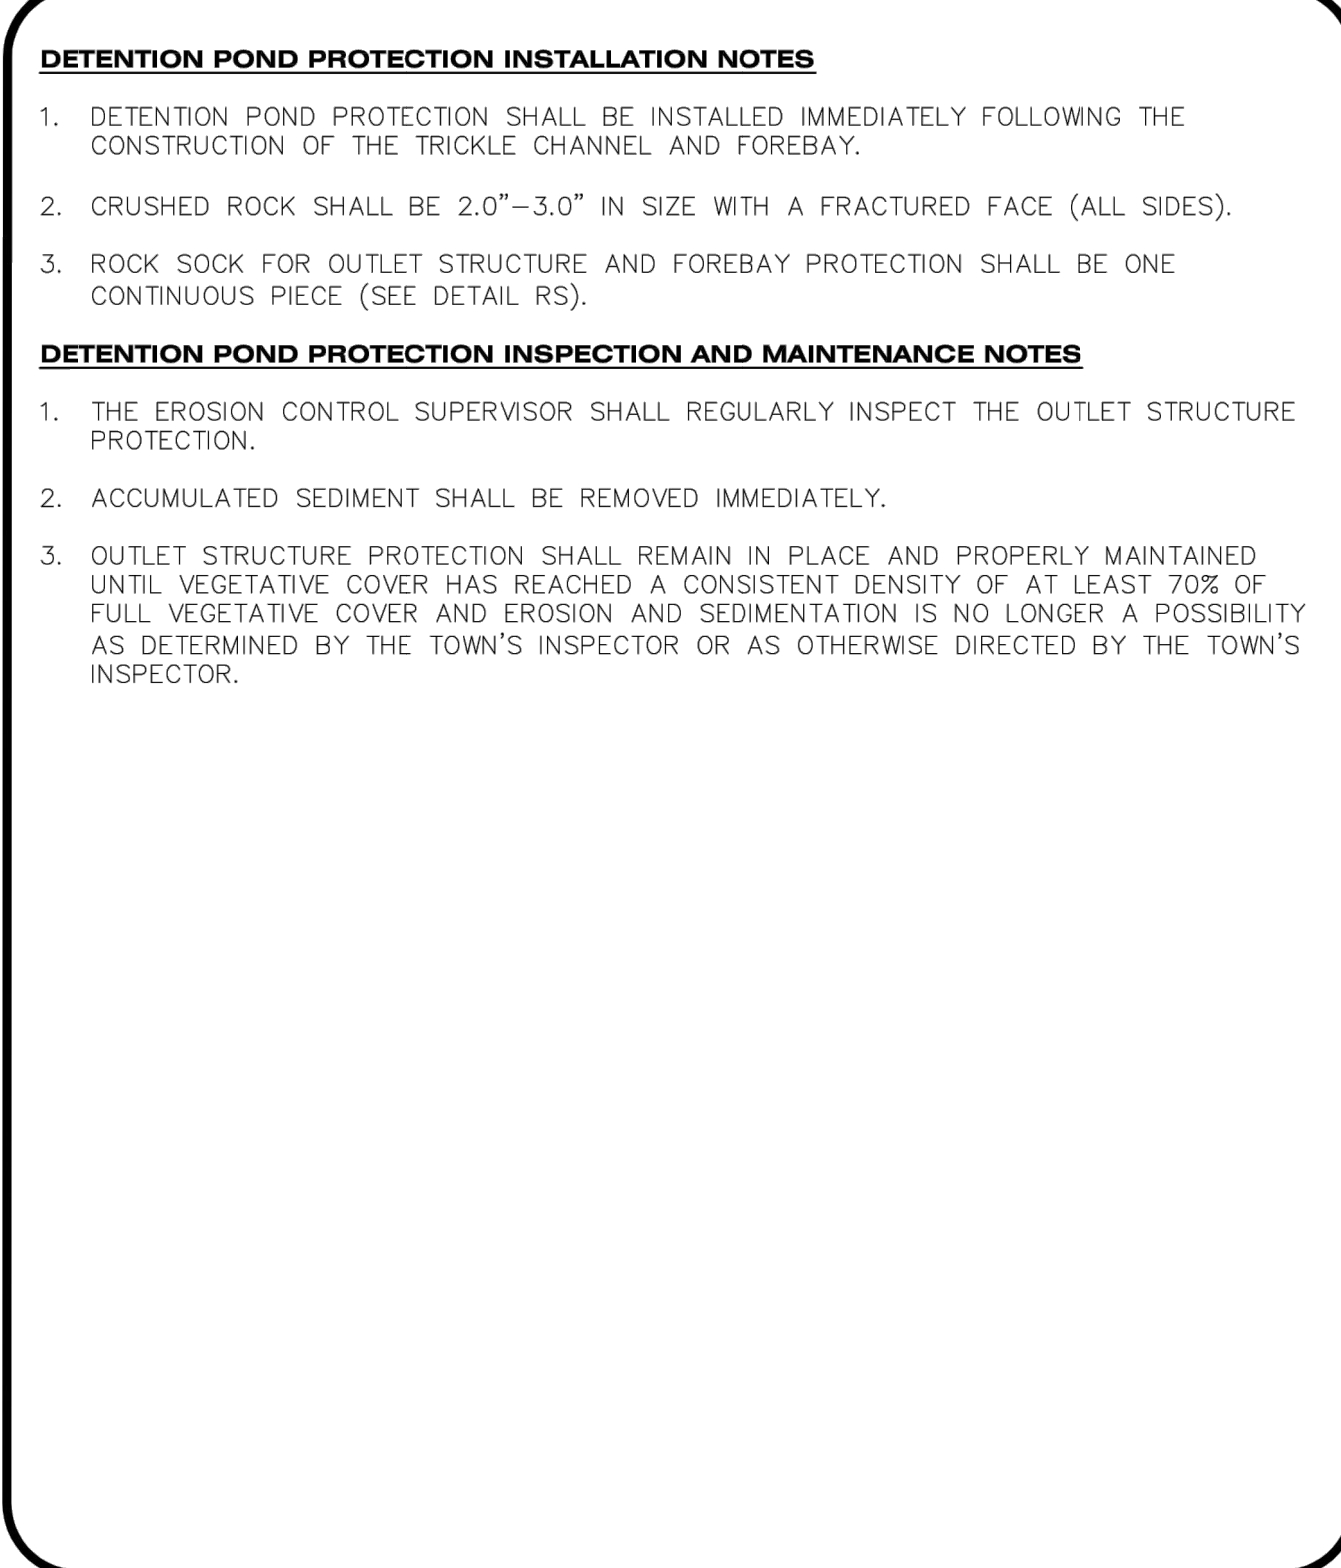 DETENTION POND PROTECTION INSTALLATION NOTES
1. DETENTION POND PROTECTION SHALL BE INSTALLED IMMEDIATELY FOLLOWING THE
CONSTRUCTION OF THE TRICKLE CHANNEL AND FOREBAY.
2. CRUSHED ROCK SHALL BE 2.0”–3.0” IN SIZE WITH A FRACTURED FACE (ALL SIDES).
3. ROCK SOCK FOR OUTLET STRUCTURE AND FOREBAY PROTECTION SHALL BE ONE
CONTINUOUS PIECE (SEE DETAIL RS).
DETENTION POND PROTECTION INSPECTION AND MAINTENANCE NOTES
1. THE EROSION CONTROL SUPERVISOR SHALL REGULARLY INSPECT THE OUTLET STRUCTURE
PROTECTION.
2. ACCUMULATED SEDIMENT SHALL BE REMOVED IMMEDIATELY.
3. OUTLET STRUCTURE PROTECTION SHALL REMAIN IN PLACE AND PROPERLY MAINTAINED
UNTIL VEGETATIVE COVER HAS REACHED A CONSISTENT DENSITY OF AT LEAST 70% OF
FULL VEGETATIVE COVER AND EROSION AND SEDIMENTATION IS NO LONGER A POSSIBILITY
AS DETERMINED BY THE TOWN’S INSPECTOR OR AS OTHERWISE DIRECTED BY THE TOWN’S
INSPECTOR.